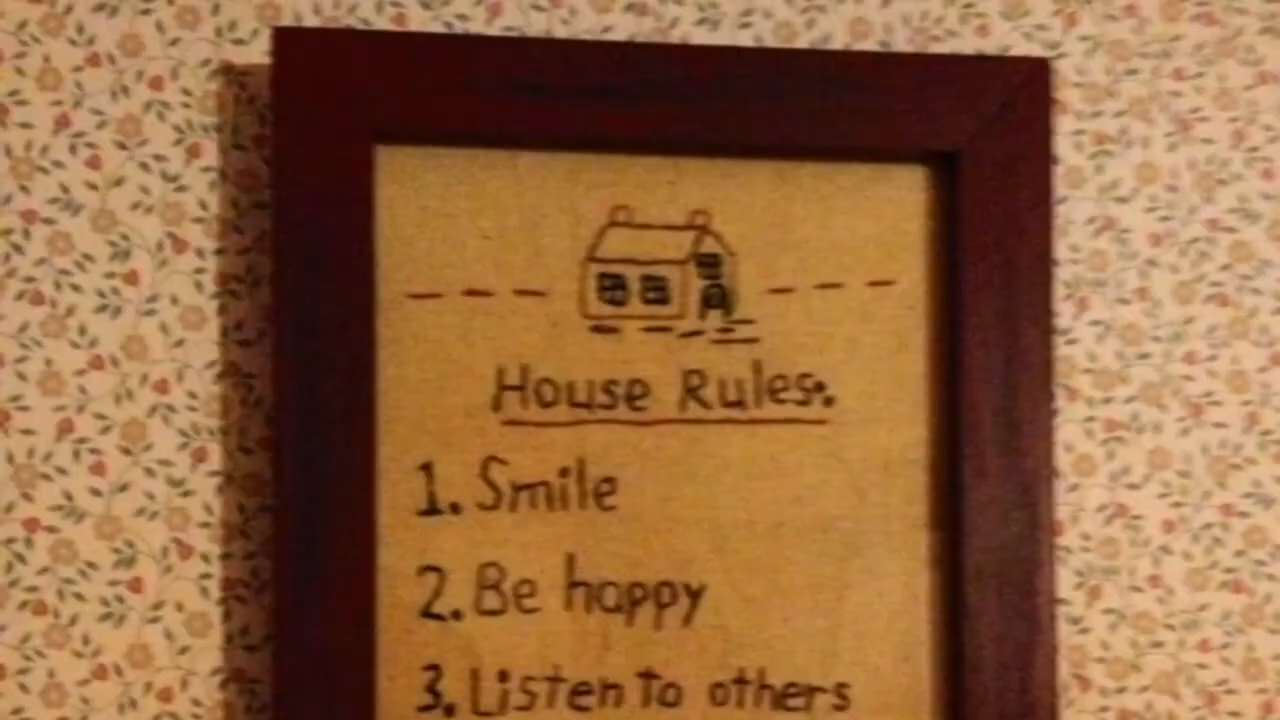 House Rules:
1. Smile
2. Be happy
3. Listen to others